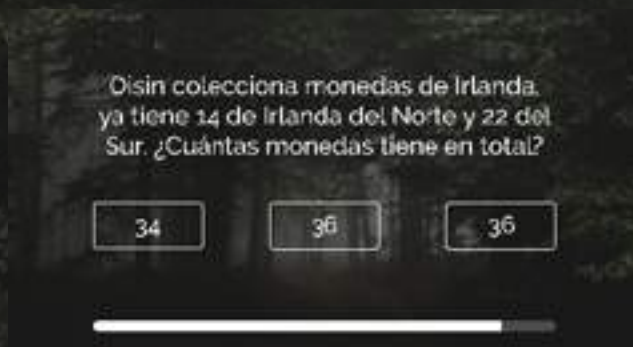 Oisin colecciona monedas de Irlanda,
ya tiene 14 de Irlanda del Norte y 22 del
Sur. ¿Cuántas monedas tiene en total?
34
36
36